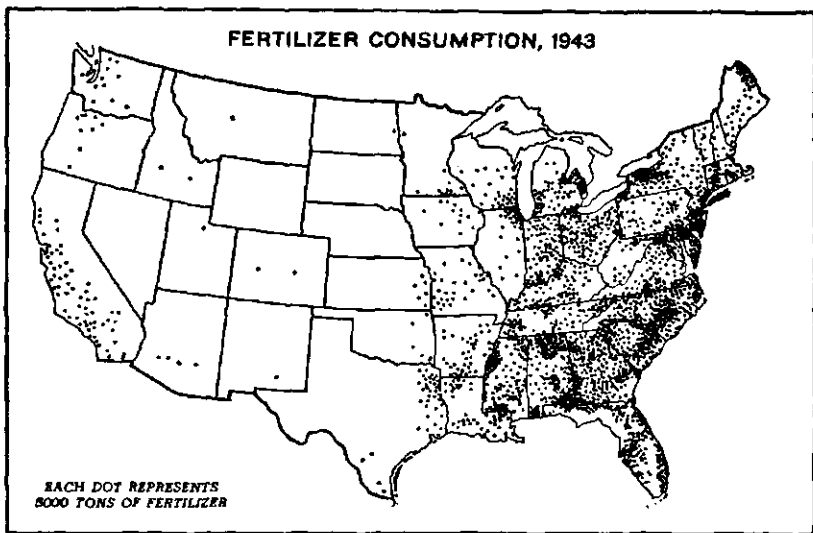 FERTILIZER CONSUMPTION, 1943
EACH DOT REPRESENTS
5000 TONS OF FERTILIZER